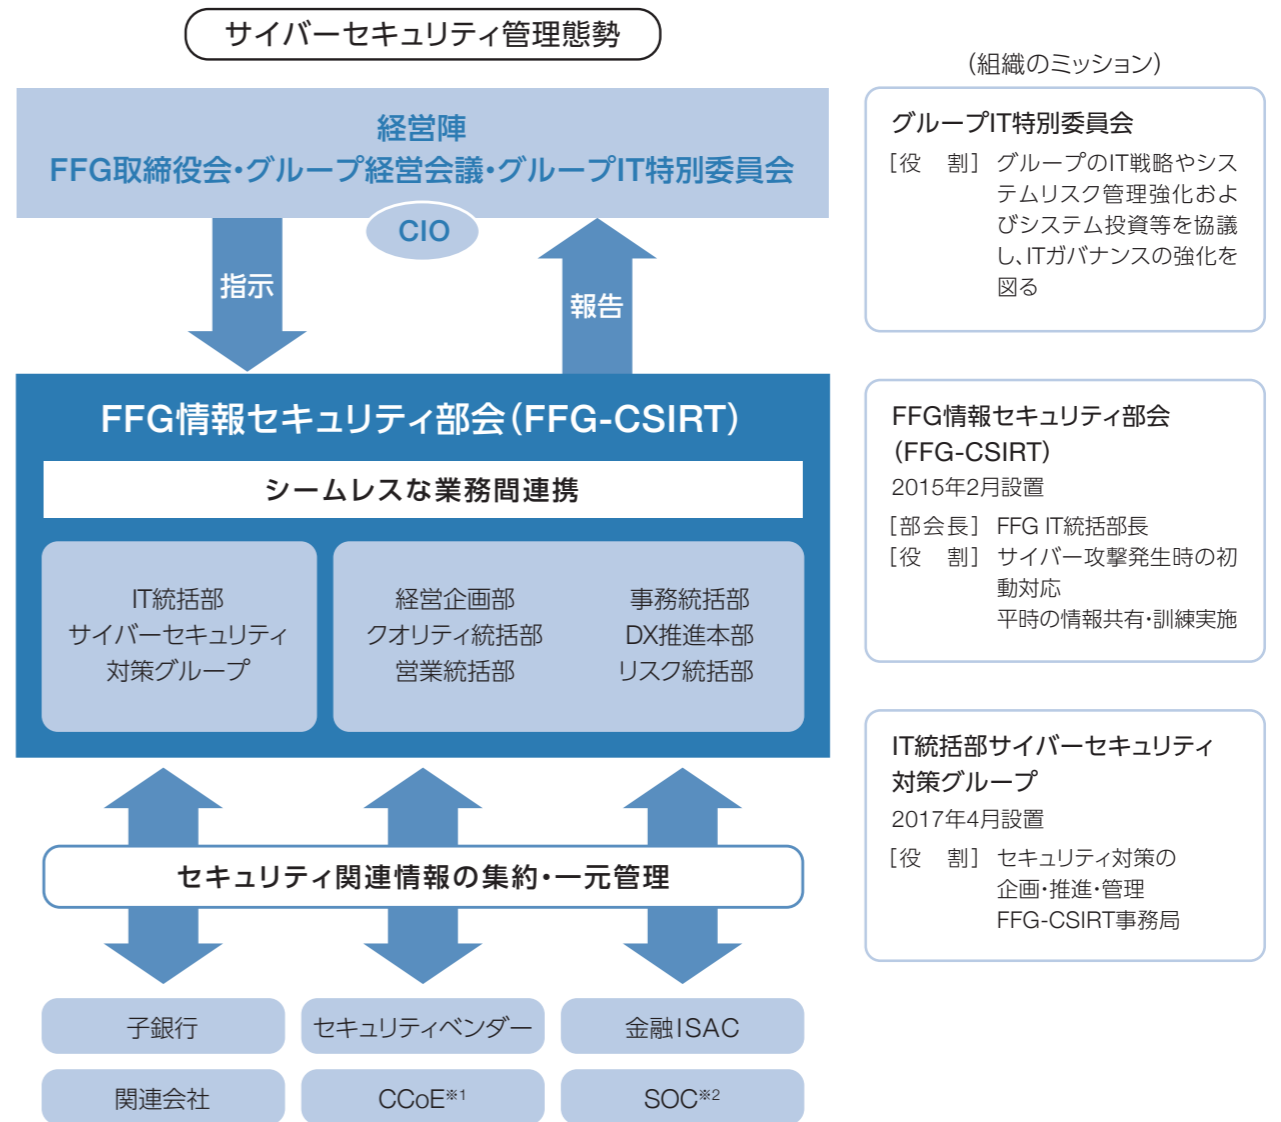 サイバーセキュリティ管理態勢
経営陣
FFG取締役会・グループ経営会議・グループIT特別委員会
CIO
指示
報告
FFG情報セキュリティ部会（FFG-CSIRT）
シームレスな業務間連携
IT統括部
サイバーセキュリティ
対策グループ
経営企画部
クオリティ統括部
営業統括部
事務統括部
DX推進本部
リスク統括部
セキュリティ関連情報の集約・一元管理
子銀行
セキュリティベンダー
金融ISAC
関連会社
CCoE※1
SOC※2
（組織のミッション）
グループIT特別委員会
［役　割］ グループのIT戦略やシス
テムリスク管理強化およ
びシステム投資等を協議
し、ITガバナンスの強化を
図る
FFG情報セキュリティ部会
（FFG-CSIRT）
2015年2月設置
［部会長］ FFG IT統括部長
［役　割］ サイバー攻撃発生時の初
動対応
平時の情報共有・訓練実施
IT統括部サイバーセキュリティ
対策グループ
2017年4月設置
［役　割］ セキュリティ対策の
企画・推進・管理
FFG-CSIRT事務局